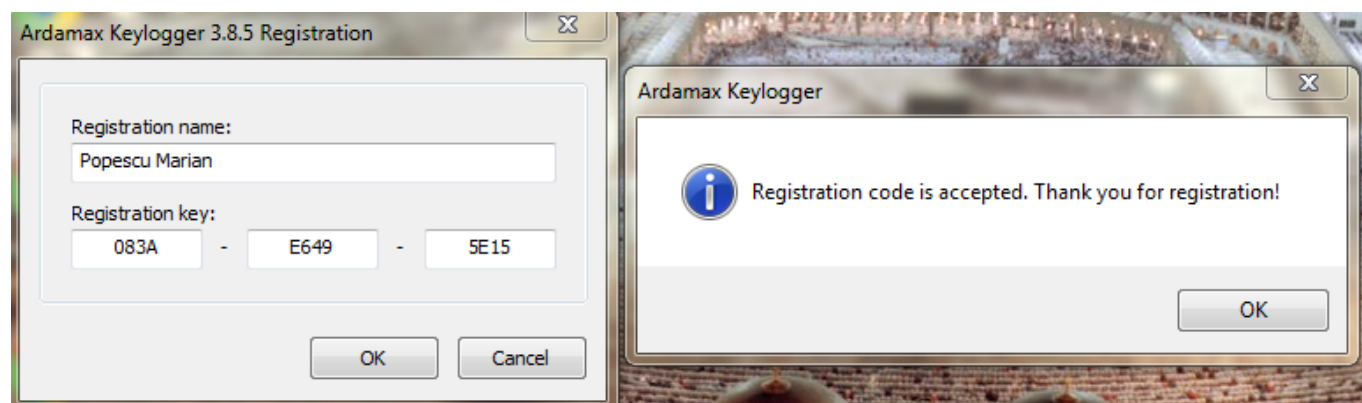 Ardamax Keylogger 3.8.5 Registration
Registration name:
Popescu Marian
Registration key:
083A - E649 - 5E15
OK Cancel
Ardamax Keylogger
Registration code is accepted. Thank you for registration!
OK